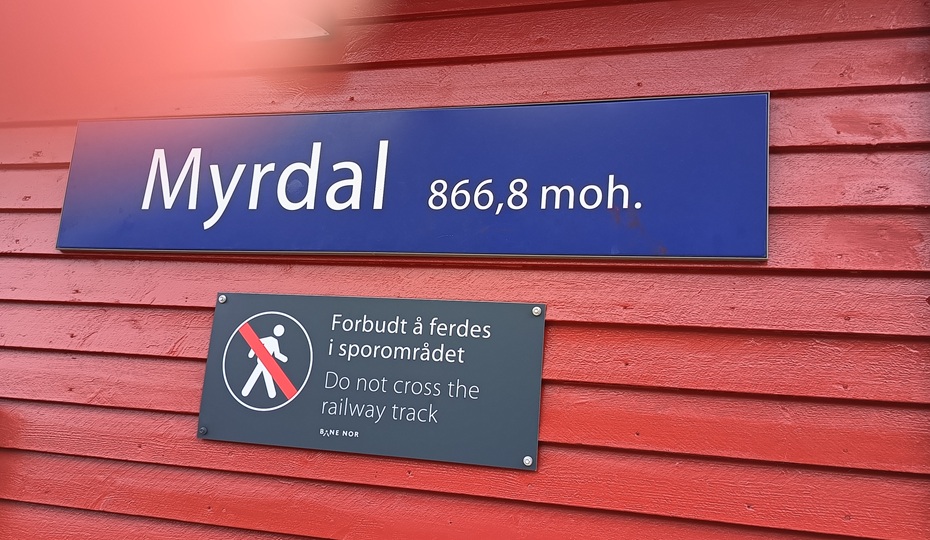 Myrdal 866,8 moh.
Forbudt å ferdes
i sporområdet
Do not cross the
railway track
BANE NOR